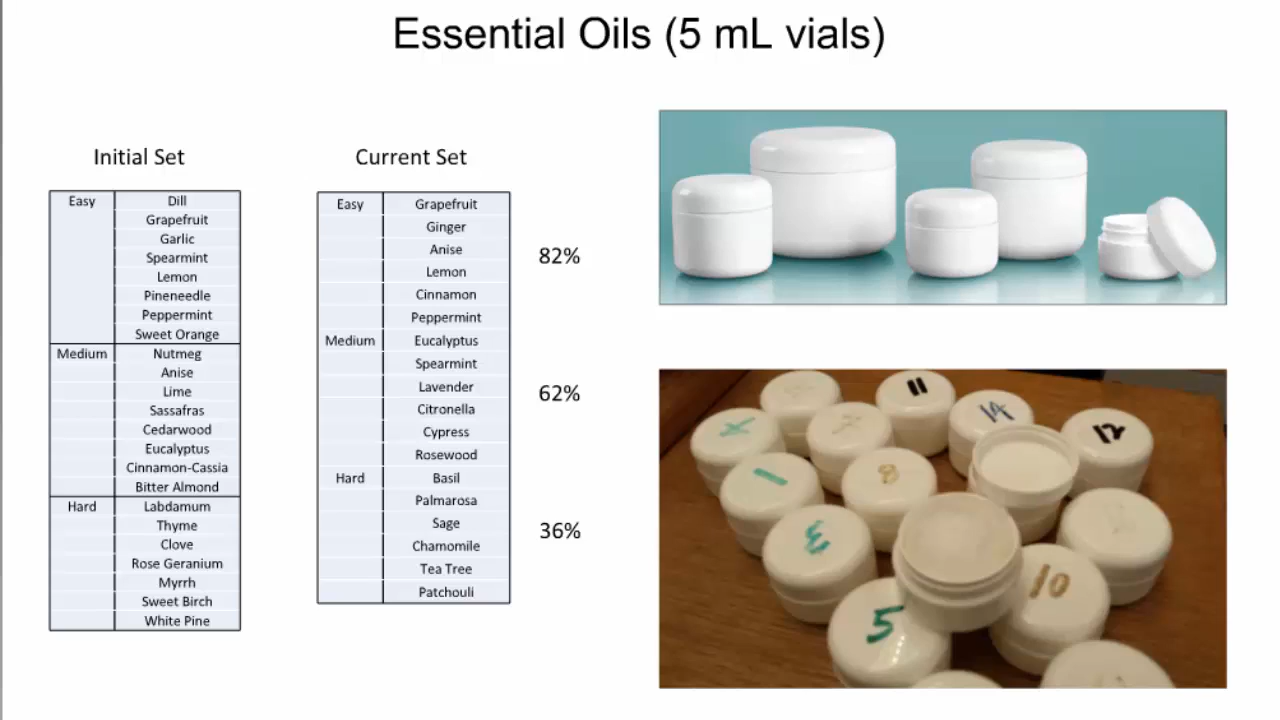 Essential Oils (5 mL vials)
Initial Set
Easy Dill
Grapefruit
Garlic
Spearmint
Lemon
Pineneedle
Peppermint
Sweet Orange
Medium Nutmeg
Anise
Lime
Sassafras
Cedarwood
Eucalyptus
Cinnamon-Cassia
Bitter Almond
Hard Labdamum
Thyme
Clove
Rose Geranium
Myrrh
Sweet Birch
White Pine
Current Set
Easy Grapefruit
Ginger
Anise
Lemon
Cinnamon
Peppermint
82%
Medium Eucalyptus
Spearmint
Lavender
Citronella
Cypress
Rosewood
62%
Hard Basil
Palmarosa
Sage
Chamomile
Tea Tree
Patchouli
36%
11
14
12
1
3
10
5